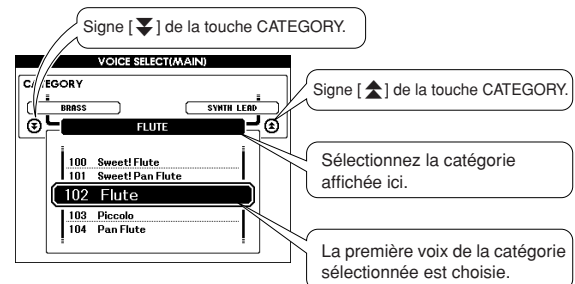 Signe [ ] de la touche CATEGORY.
VOICE SELECT(MAIN)
CATEGORY
BRASS
SYNTH LEAD
Signe [ ] de la touche CATEGORY.
FLUTE
100 Sweet! Flute
101 Sweet! Pan Flute
102 Flute
103 Piccolo
104 Pan Flute
Sélectionnez la catégorie
affichée ici.
La première voix de la catégorie
sélectionnée est choisie.